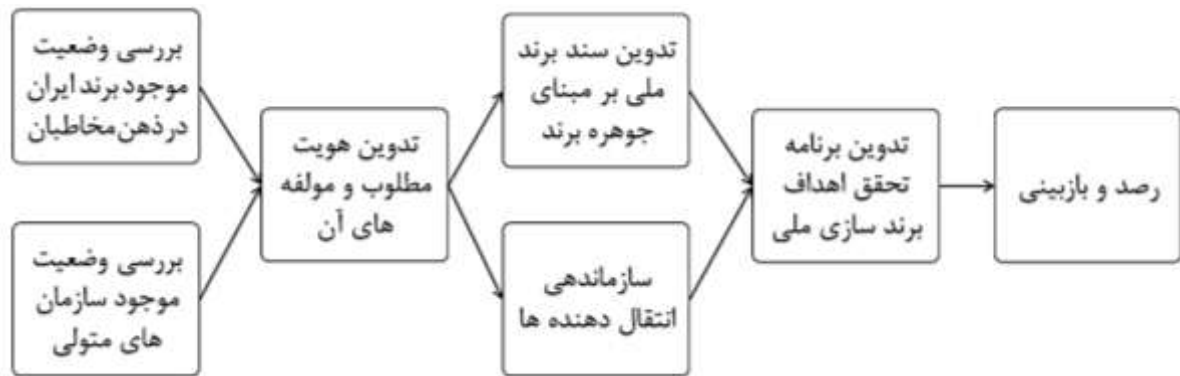 بررسی وضعیت
موجود برند ایران
در ذهن مخاطبان
بررسی وضعیت
موجود سازمان
های متولی
تدوین هویت
مطلوب و مولفه
های آن
تدوین سند برند
ملی بر مبنای
جوهره برند
سازماندهی
انتقال دهنده ها
تدوین برنامه
تحقق اهداف
برند سازی ملی
رصد و بازبینی